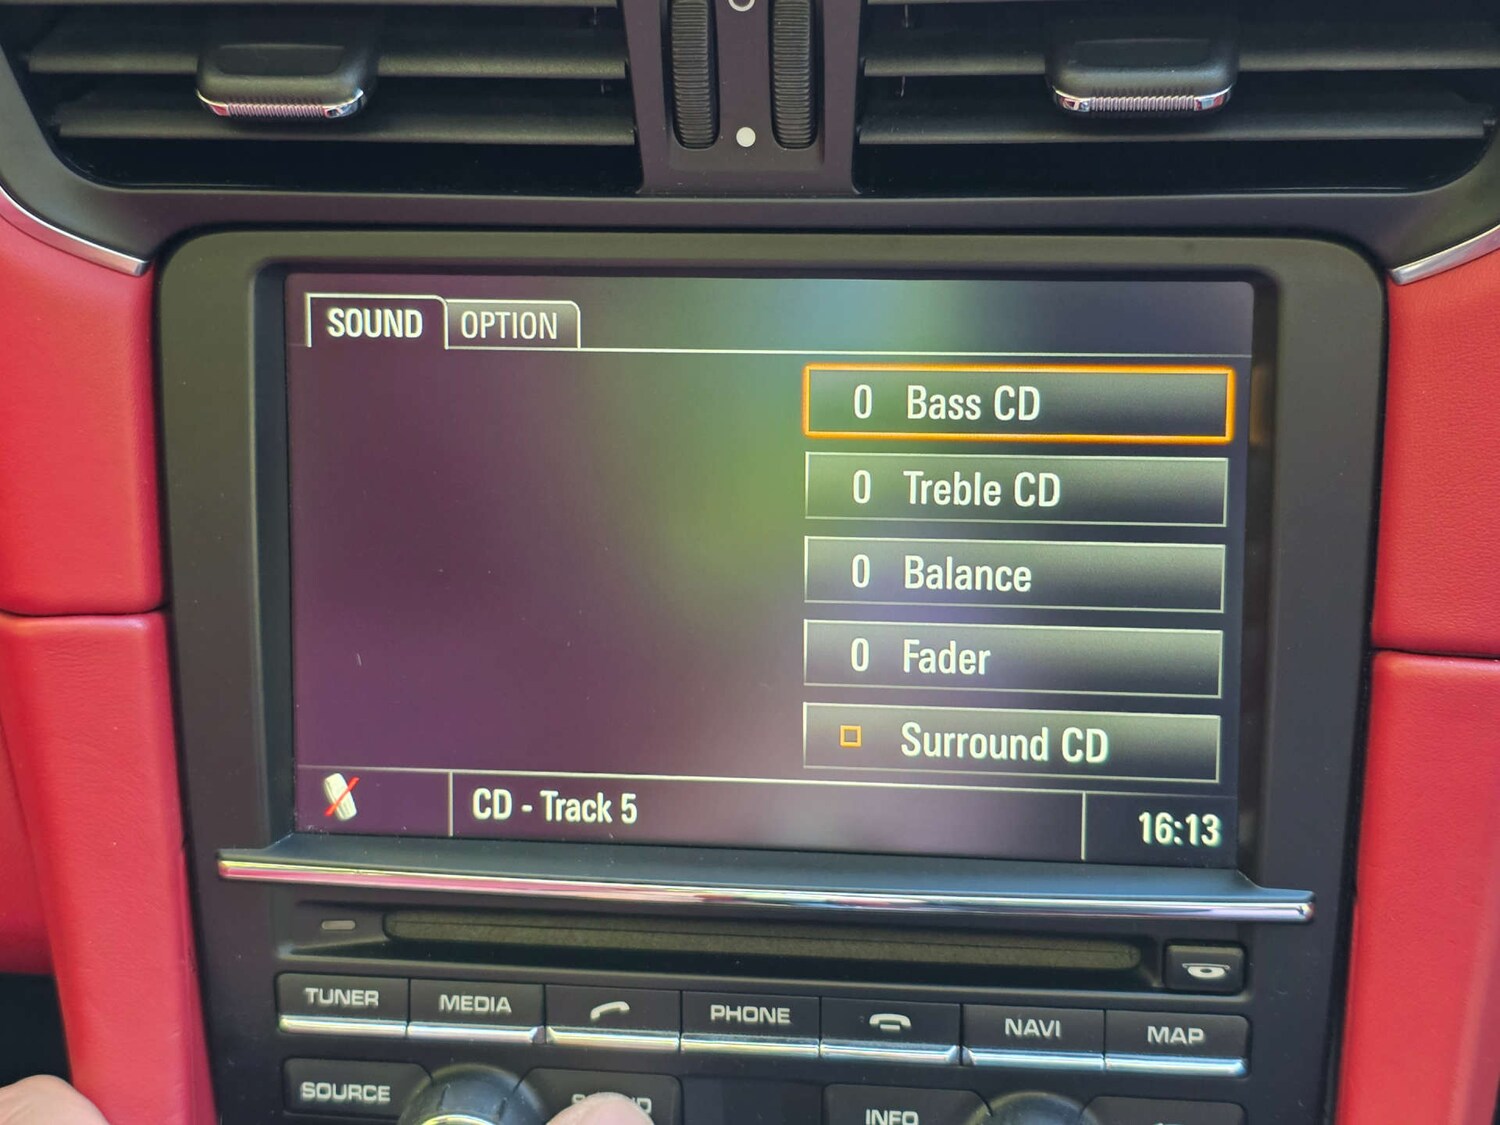 SOUND OPTION
0 Bass CD
0 Treble CD
0 Balance
0 Fader
Surround CD
CD - Track 5
16:13
TUNER MEDIA PHONE NAVI MAP
SOURCE INFO